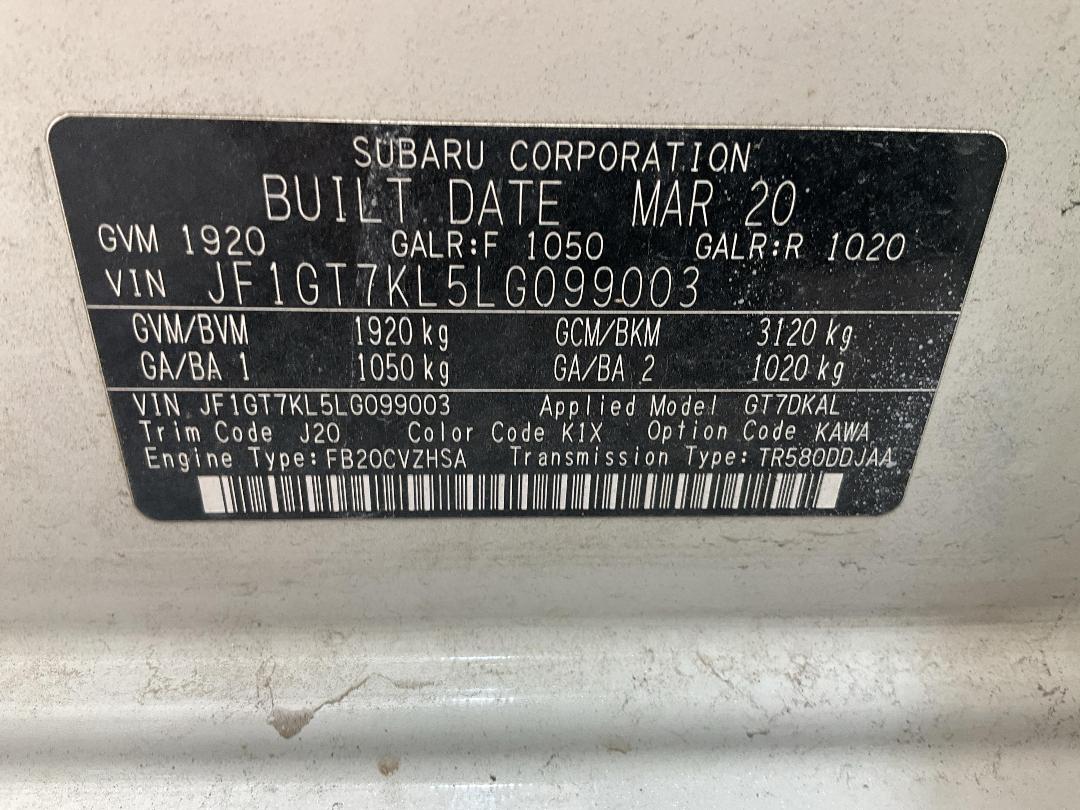 SUBARU CORPORATION
BUILT DATE MAR 20
GVM 1920 GALR:F 1050 GALR:R 1020
VIN JF1GT7KL5LG099003
GVM/BVM 1920 kg GCM/BKM 3120 kg
GA/BA 1 1050 kg GA/BA 2 1020 kg
VIN JF1GT7KL5LG099003 Applied Model GT7DKAL
Trim Code J20 Color Code K1X Option Code KAWA
Engine Type:FB20CVZHSA Transmission Type:TR580DDJAA